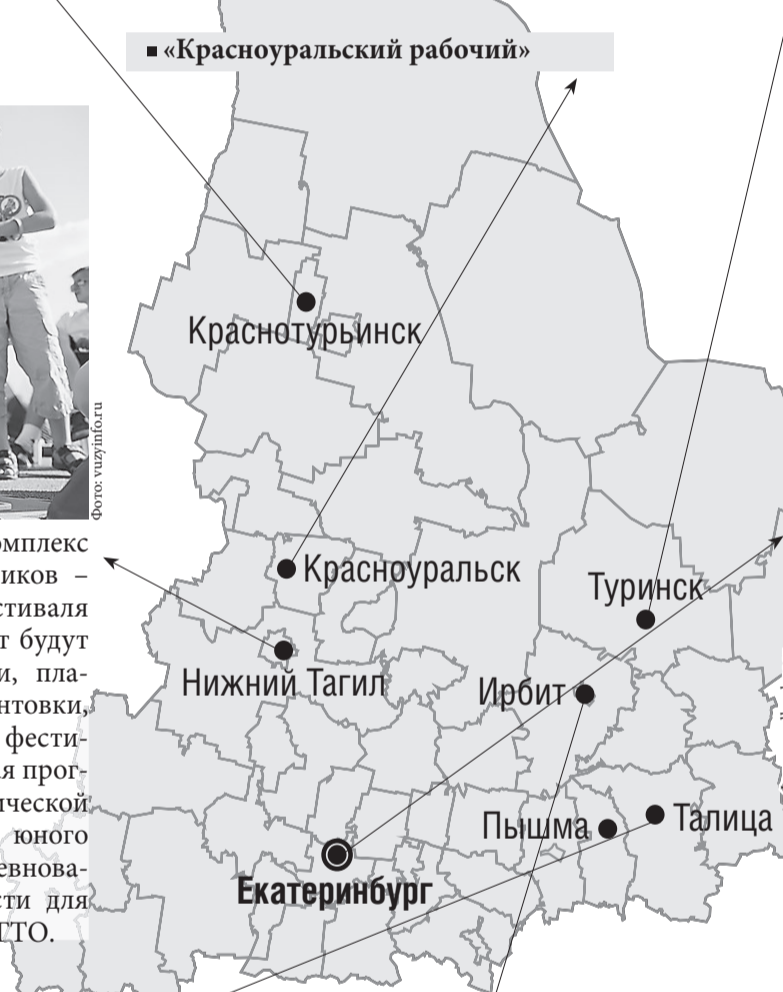 ■ «Красноуральский рабочий»
Краснотурьинск
Фото: vuzyinfo.ru
Красноуральск
Туринск
Нижний Тагил
Ирбит
Пышма
Талица
Екатеринбург
омплекс
иков –
стиваля
т будут
и, пла-
нтовки,
фести-
я прог-
ической
юного
евнова-
сти для
ГТО.